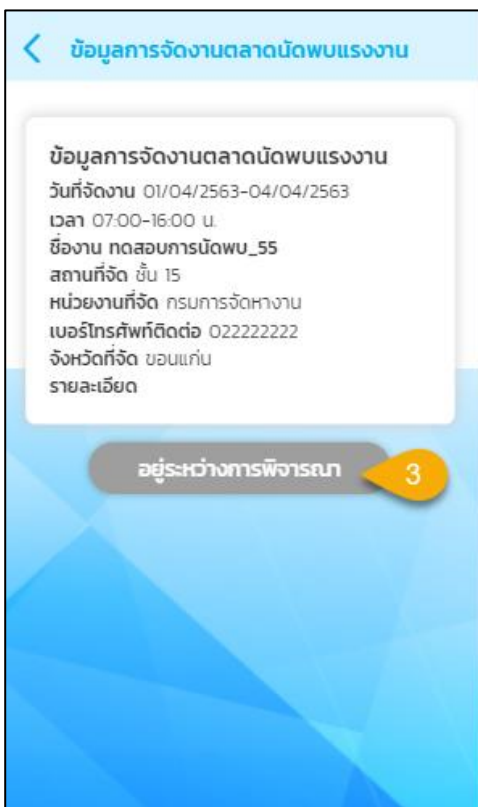 ข้อมูลการจัดงานตลาดนัดพบแรงงาน
ข้อมูลการจัดงานตลาดนัดพบแรงงาน
วันที่จัดงาน 01/04/2563-04/04/2563
เวลา 07:00-16:00 น.
ชื่องาน ทดสอบการนัดพบ_55
สถานที่จัด ชั้น 15
หน่วยงานที่จัด กรมการจัดหางาน
เบอร์โทรศัพท์ติดต่อ 022222222
จังหวัดที่จัด ขอนแก่น
รายละเอียด
อยู่ระหว่างการพิจารณา 3